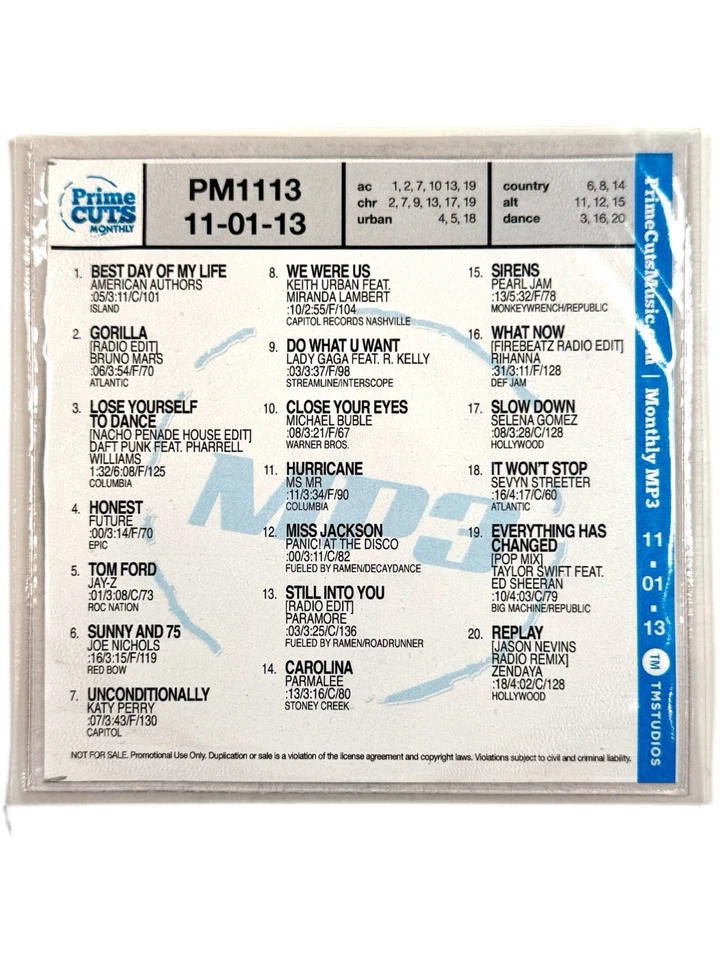 Prime
CUTS
MONTHLY
PM1113
11-01-13
ac 1, 2, 7, 10 13, 19
chr 2, 7, 9, 13, 17, 19
urban 4, 5, 18
country 6, 8, 14
alt 11, 12, 15
dance 3, 16, 20
1. BEST DAY OF MY LIFE
AMERICAN AUTHORS
:05/3:11/C/101
ISLAND
2. GORILLA
[RADIO EDIT]
BRUNO MARS
:06/3:54/F/70
ATLANTIC
3. LOSE YOURSELF
TO DANCE
[NACHO PENADE HOUSE EDIT]
DAFT PUNK FEAT. PHARRELL
WILLIAMS
1:32/6:08/F/125
COLUMBIA
4. HONEST
FUTURE
:00/3:14/F/70
EPIC
5. TOM FORD
JAY-Z
:01/3:08/C/73
ROC NATION
6. SUNNY AND 75
JOE NICHOLS
:16/3:15/F/119
RED BOW
7. UNCONDITIONALLY
KATY PERRY
:07/3:43/F/130
CAPITOL
8. WE WERE US
KEITH URBAN FEAT.
MIRANDA LAMBERT
:10/2:55/F/104
CAPITOL RECORDS NASHVILLE
9. DO WHAT U WANT
LADY GAGA FEAT. R. KELLY
:03/3:37/F/98
STREAMLINE/INTERSCOPE
10. CLOSE YOUR EYES
MICHAEL BUBLE
:08/3:21/F/67
WARNER BROS.
11. HURRICANE
MS MR
:11/3:34/F/90
COLUMBIA
12. MISS JACKSON
PANIC! AT THE DISCO
:00/3:11/C/82
FUELED BY RAMEN/DECAYDANCE
13. STILL INTO YOU
[RADIO EDIT]
PARAMORE
:03/3:25/C/136
FUELED BY RAMEN/ROADRUNNER
14. CAROLINA
PARMALEE
:13/3:16/C/80
STONEY CREEK
15. SIRENS
PEARL JAM
:13/5:32/F/78
MONKEYWRENCH/REPUBLIC
16. WHAT NOW
[FIREBEATZ RADIO EDIT]
RIHANNA
:31/3:11/F/128
DEF JAM
17. SLOW DOWN
SELENA GOMEZ
:08/3:28/C/128
HOLLYWOOD
18. IT WON'T STOP
SEVYN STREETER
:16/4:17/C/60
ATLANTIC
19. EVERYTHING HAS
CHANGED
[POP MIX]
TAYLOR SWIFT FEAT.
ED SHEERAN
:10/4:03/C/79
BIG MACHINE/REPUBLIC
20. REPLAY
[JASON NEVINS
RADIO REMIX]
ZENDAYA
:18/4:02/C/128
HOLLYWOOD
MP3
NOT FOR SALE. Promotional Use Only. Duplication or sale is a violation of the license agreement and copyright laws. Violations subject to civil and criminal liability.
PrimeCutsMusic.com | Monthly MP3 11 ▪ 01 ▪ 13 TM TMSTUDIOS